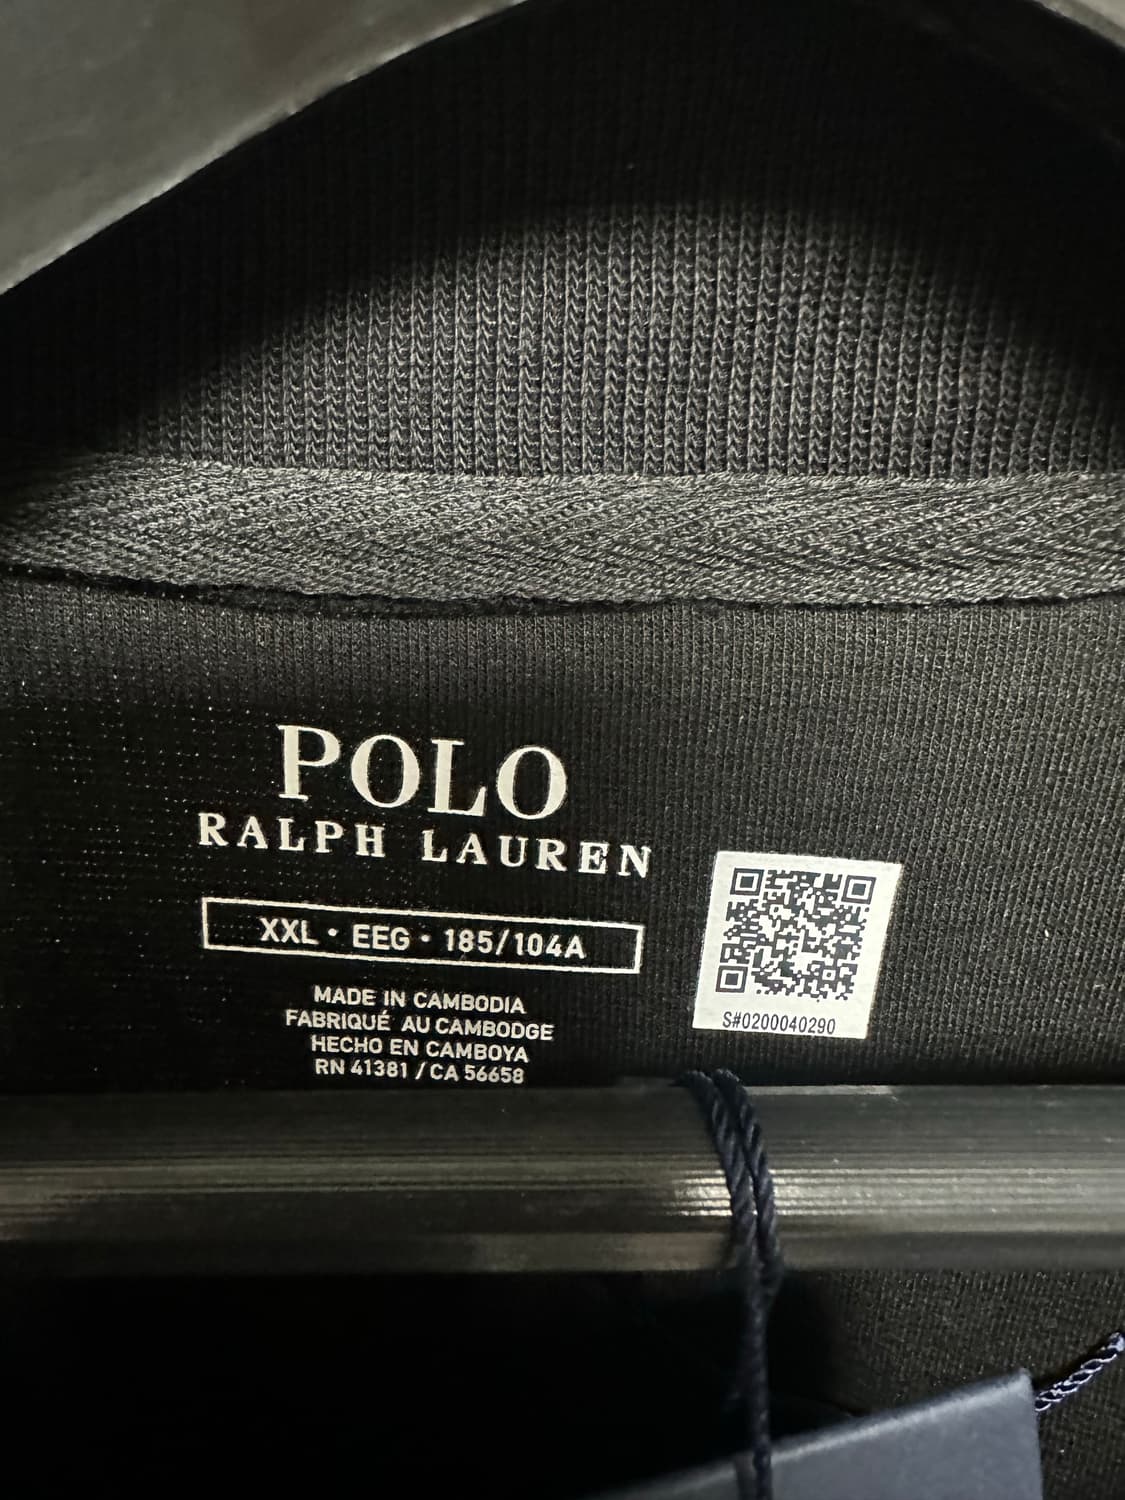 POLO
RALPH LAUREN
XXL • EEG • 185/104A
MADE IN CAMBODIA
FABRIQUÉ AU CAMBODGE
HECHO EN CAMBOYA
RN 41381 / CA 56658
S#0200040290